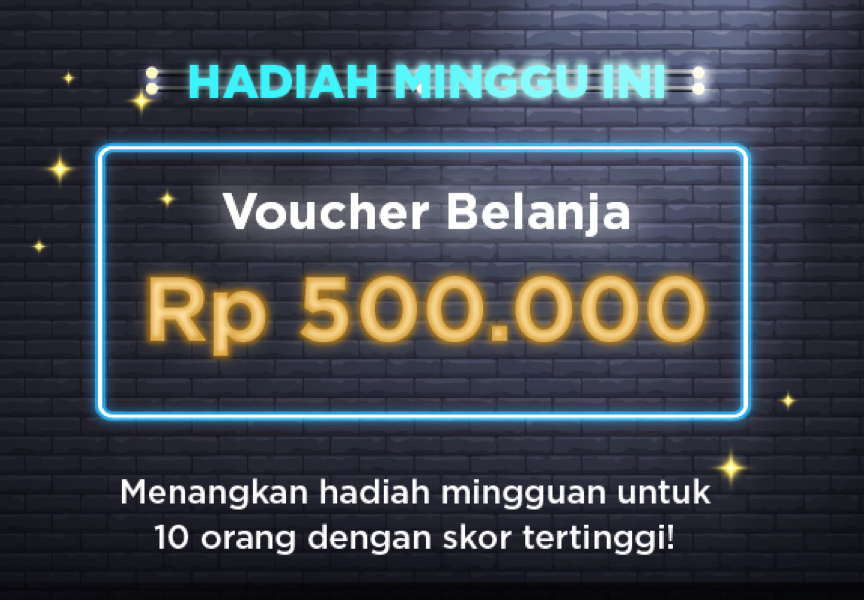 HADIAH MINGGU INI
Voucher Belanja
Rp 500.000
Menangkan hadiah mingguan untuk
10 orang dengan skor tertinggi!